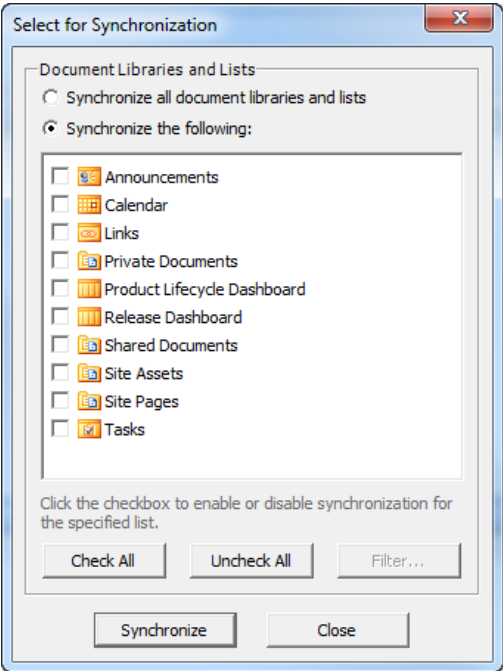 Select for Synchronization
Document Libraries and Lists
Synchronize all document libraries and lists
Synchronize the following:
Announcements
Calendar
Links
Private Documents
Product Lifecycle Dashboard
Release Dashboard
Shared Documents
Site Assets
Site Pages
Tasks
Click the checkbox to enable or disable synchronization for
the specified list.
Check All
Uncheck All
Filter...
Synchronize
Close